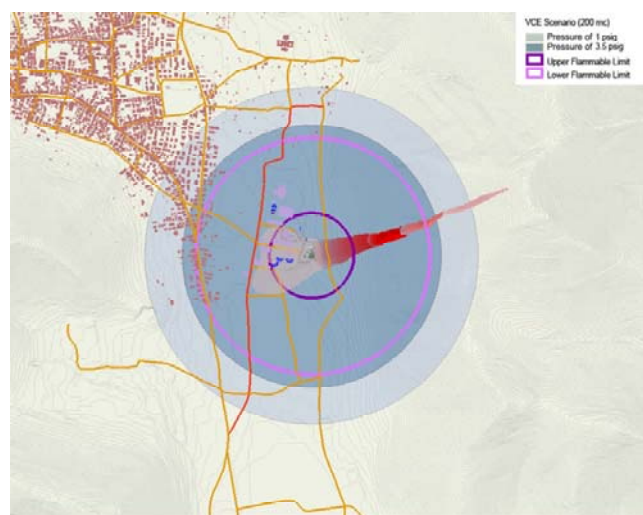 VCE Scenario (200 mc)
Pressure of 1 psig
Pressure of 3.5 psig
Upper Flammable Limit
Lower Flammable Limit